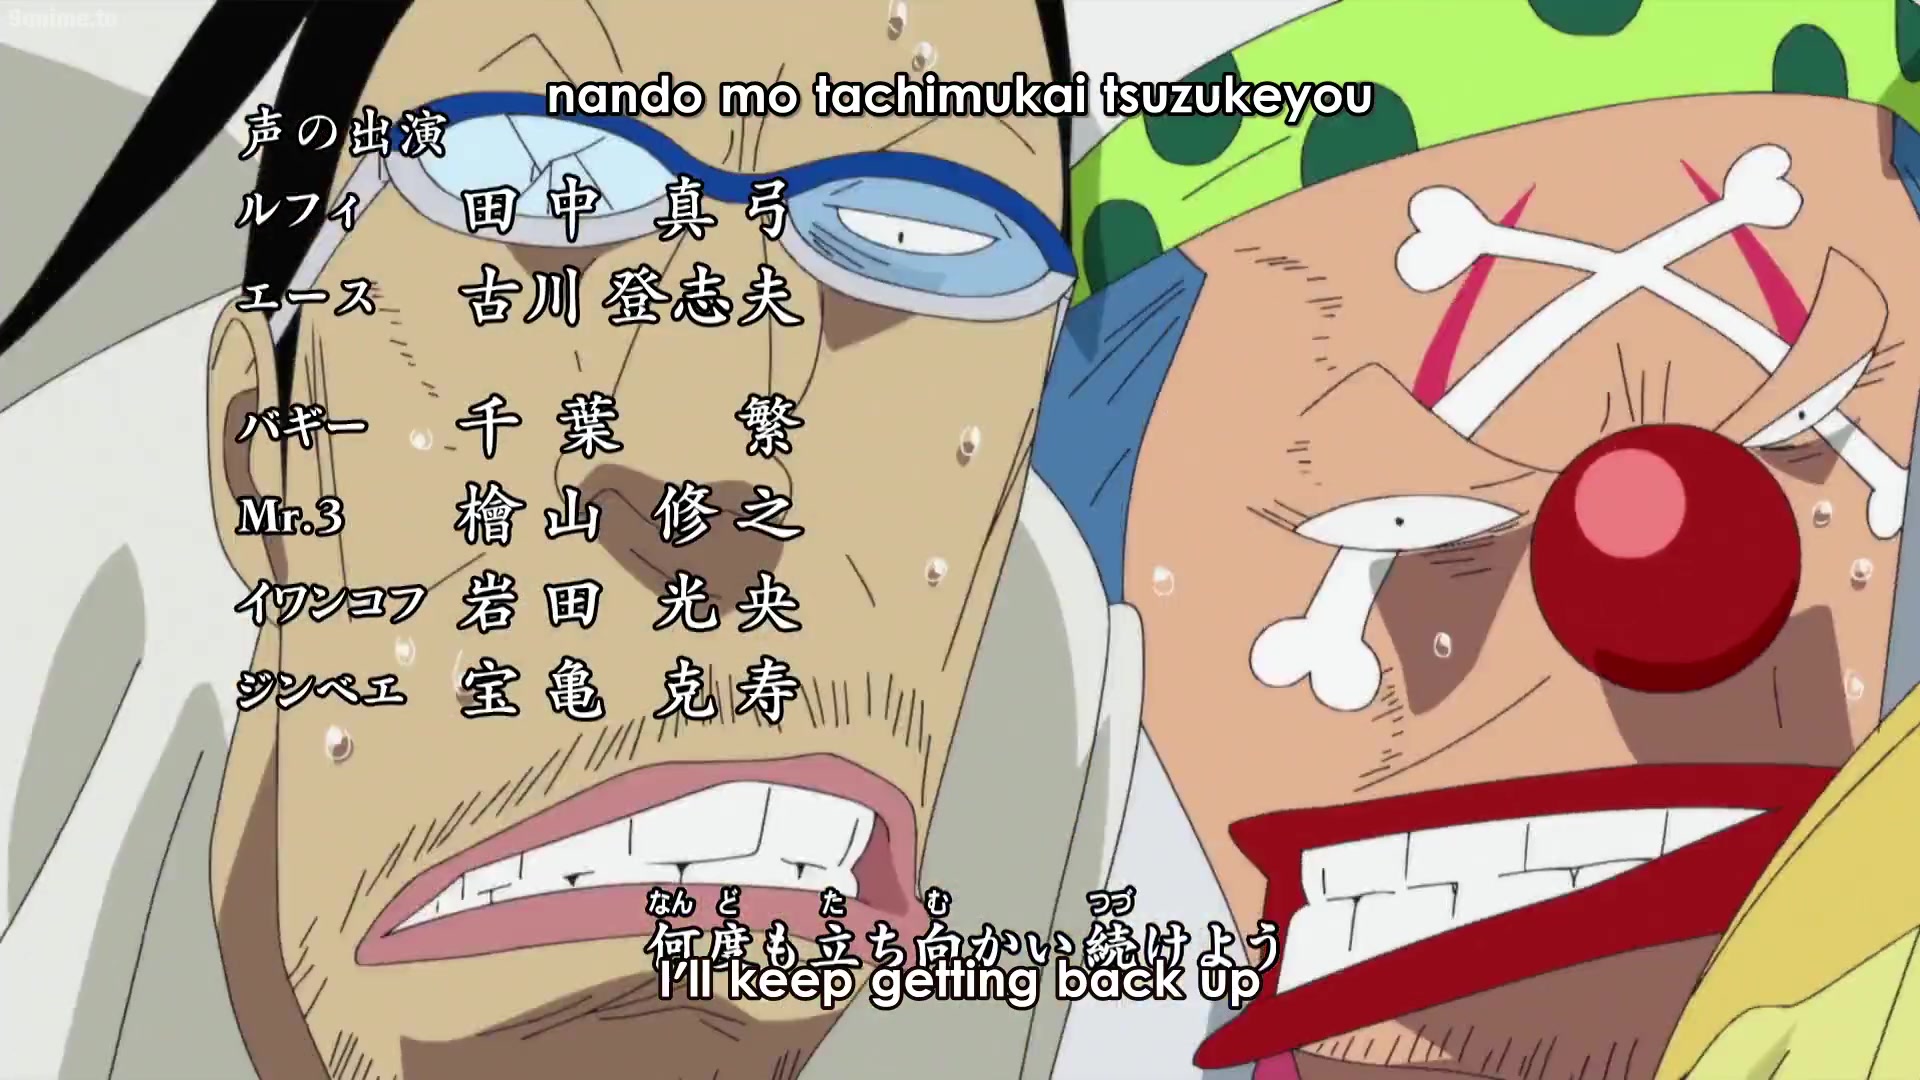 9anime.to
nando mo tachimukai tsuzukeyou
声の出演
ルフィ 田中 真弓
エース 古川 登志夫
バギー 千葉 繁
Mr.3 檜山 修之
イワンコフ 岩田 光央
ジンベエ 宝亀 克寿
なん ど た む つづ
何度も立ち向かい続けよう
I'll keep getting back up